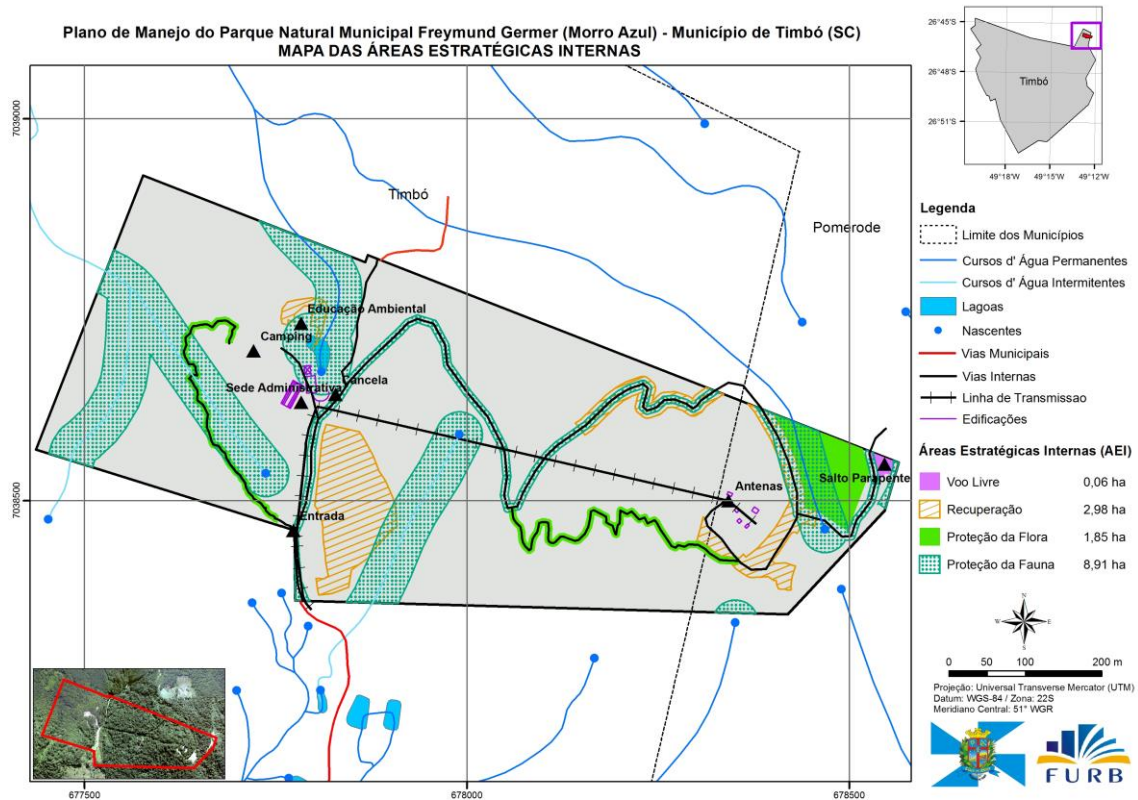 Plano de Manejo do Parque Natural Municipal Freymund Germer (Morro Azul) - Município de Timbó (SC)
MAPA DAS ÁREAS ESTRATÉGICAS INTERNAS
7039000
7038500
677500
678000
678500
Timbó
Pomerode
Educação Ambiental
Camping
Sede Administrativa
Cancela
Entrada
Antenas
Salto Parapente
26°45'S
26°48'S
26°51'S
Timbó
49°18'W
49°15'W
49°12'W
Legenda
Limite dos Municípios
Cursos d' Água Permanentes
Cursos d' Água Intermitentes
Lagoas
Nascentes
Vias Municipais
Vias Internas
Linha de Transmissao
Edificações
Áreas Estratégicas Internas (AEI)
Voo Livre 0,06 ha
Recuperação 2,98 ha
Proteção da Flora 1,85 ha
Proteção da Fauna 8,91 ha
N
W E
S
0 50 100 200 m
Projeção: Universal Transverse Mercator (UTM)
Datum: WGS-84 / Zona: 22S
Meridiano Central: 51° WGR
FURB